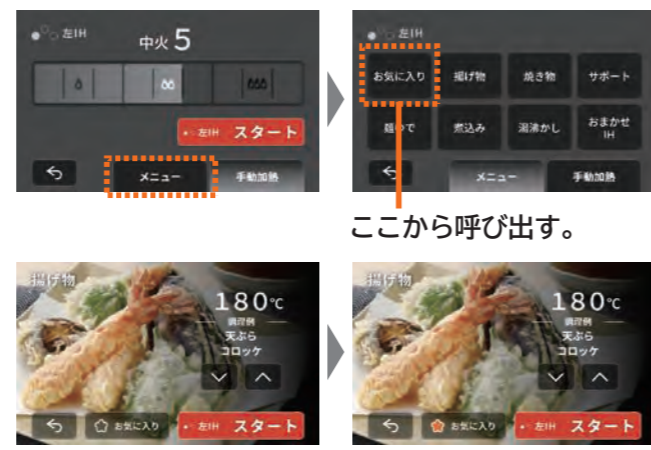 左IH
中火 5
左IH スタート
メニュー
手動加熱
左IH
お気に入り
揚げ物
焼き物
サポート
麺ゆで
煮込み
湯沸かし
おまかせ
IH
メニュー
手動加熱
ここから呼び出す。
揚げ物
180℃
調理例
天ぷら
コロッケ
お気に入り
左IH スタート
揚げ物
180℃
調理例
天ぷら
コロッケ
お気に入り
左IH スタート